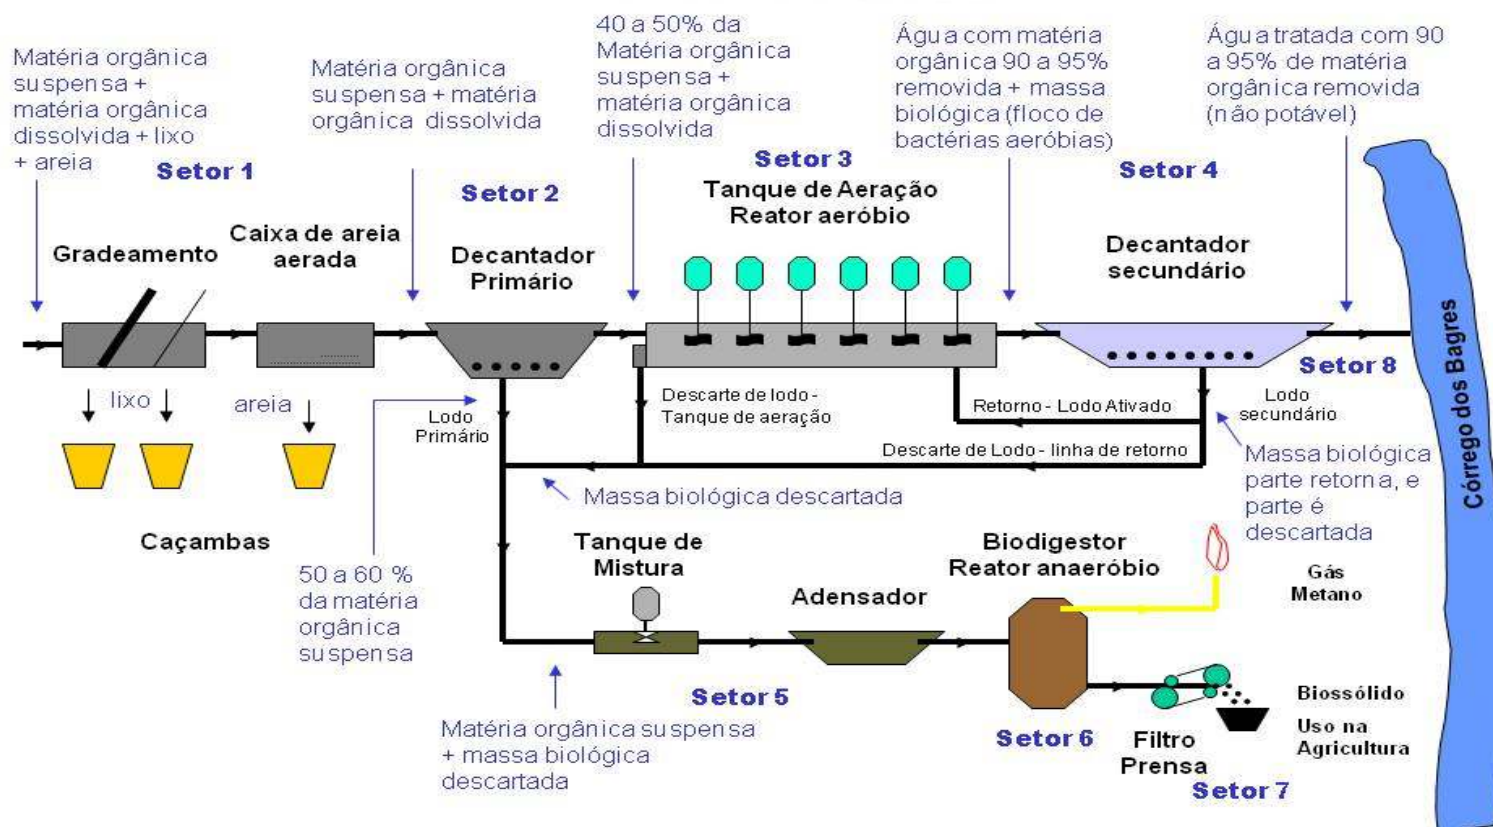 Matéria orgânica
suspensa +
matéria orgânica
dissolvida + lixo
+ areia
Setor 1
Matéria orgânica
suspensa + matéria
orgânica dissolvida
Setor 2
40 a 50% da
Matéria orgânica
suspensa +
matéria orgânica
dissolvida
Setor 3
Tanque de Aeração
Reator aeróbio
Água com matéria
orgânica 90 a 95%
removida + massa
biológica (floco de
bactérias aeróbias)
Setor 4
Água tratada com 90
a 95% de matéria
orgânica removida
(não potável)
Gradeamento
Caixa de areia
aerada
Decantador
Primário
Decantador
secundário
Setor 8
Córrego dos Bagres
lixo
areia
Caçambas
Lodo
Primário
Descarte de lodo -
Tanque de aeração
Retorno - Lodo Ativado
Lodo
secundário
Descarte de Lodo - linha de retorno
Massa biológica
parte retorna, e
parte é
descartada
Massa biológica descartada
50 a 60 %
da matéria
orgânica
suspensa
Tanque de
Mistura
Adensador
Biodigestor
Reator anaeróbio
Gás
Metano
Setor 5
Matéria orgânica suspensa
+ massa biológica
descartada
Setor 6
Filtro
Prensa
Setor 7
Biossólido
Uso na
Agricultura